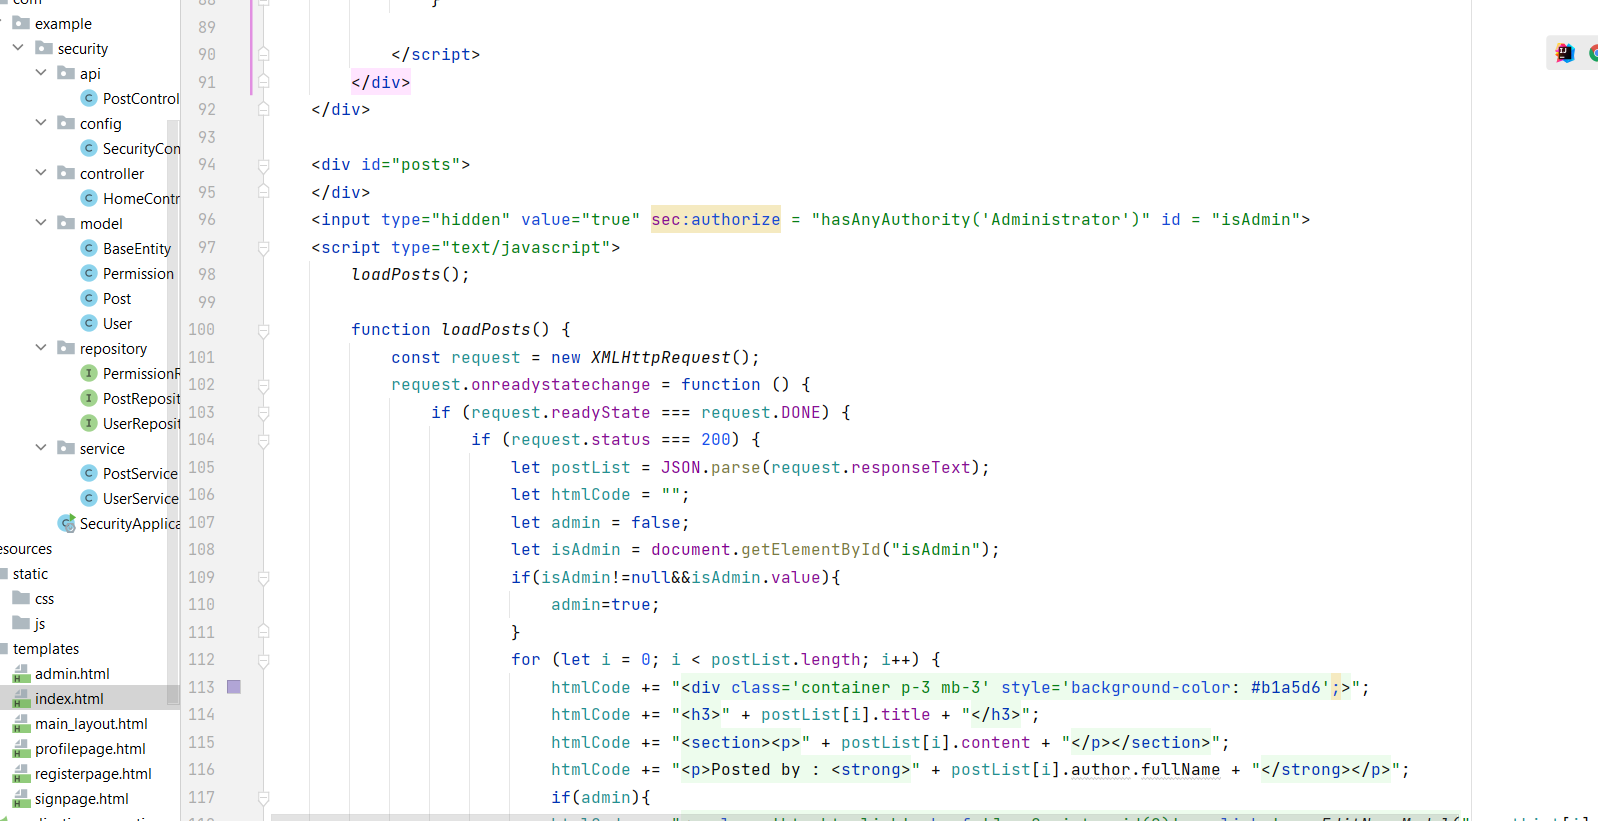 com
example
security
api
PostControl
config
SecurityCon
controller
HomeContr
model
BaseEntity
Permission
Post
User
repository
PermissionR
PostReposit
UserReposit
service
PostService
UserService
SecurityApplica
esources
static
css
js
templates
admin.html
index.html
main_layout.html
profilepage.html
registerpage.html
signpage.html
88 }
89
90 </script>
91 </div>
92 </div>
93
94 <div id="posts">
95 </div>
96 <input type="hidden" value="true" sec:authorize = "hasAnyAuthority('Administrator')" id = "isAdmin">
97 <script type="text/javascript">
98 loadPosts();
99
100 function loadPosts() {
101 const request = new XMLHttpRequest();
102 request.onreadystatechange = function () {
103 if (request.readyState === request.DONE) {
104 if (request.status === 200) {
105 let postList = JSON.parse(request.responseText);
106 let htmlCode = "";
107 let admin = false;
108 let isAdmin = document.getElementById("isAdmin");
109 if(isAdmin!=null&&isAdmin.value){
110 admin=true;
111 }
112 for (let i = 0; i < postList.length; i++) {
113 htmlCode += "<div class='container p-3 mb-3' style='background-color: #b1a5d6';>";
114 htmlCode += "<h3>" + postList[i].title + "</h3>";
115 htmlCode += "<section><p>" + postList[i].content + "</p></section>";
116 htmlCode += "<p>Posted by : <strong>" + postList[i].author.fullName + "</strong></p>";
117 if(admin){